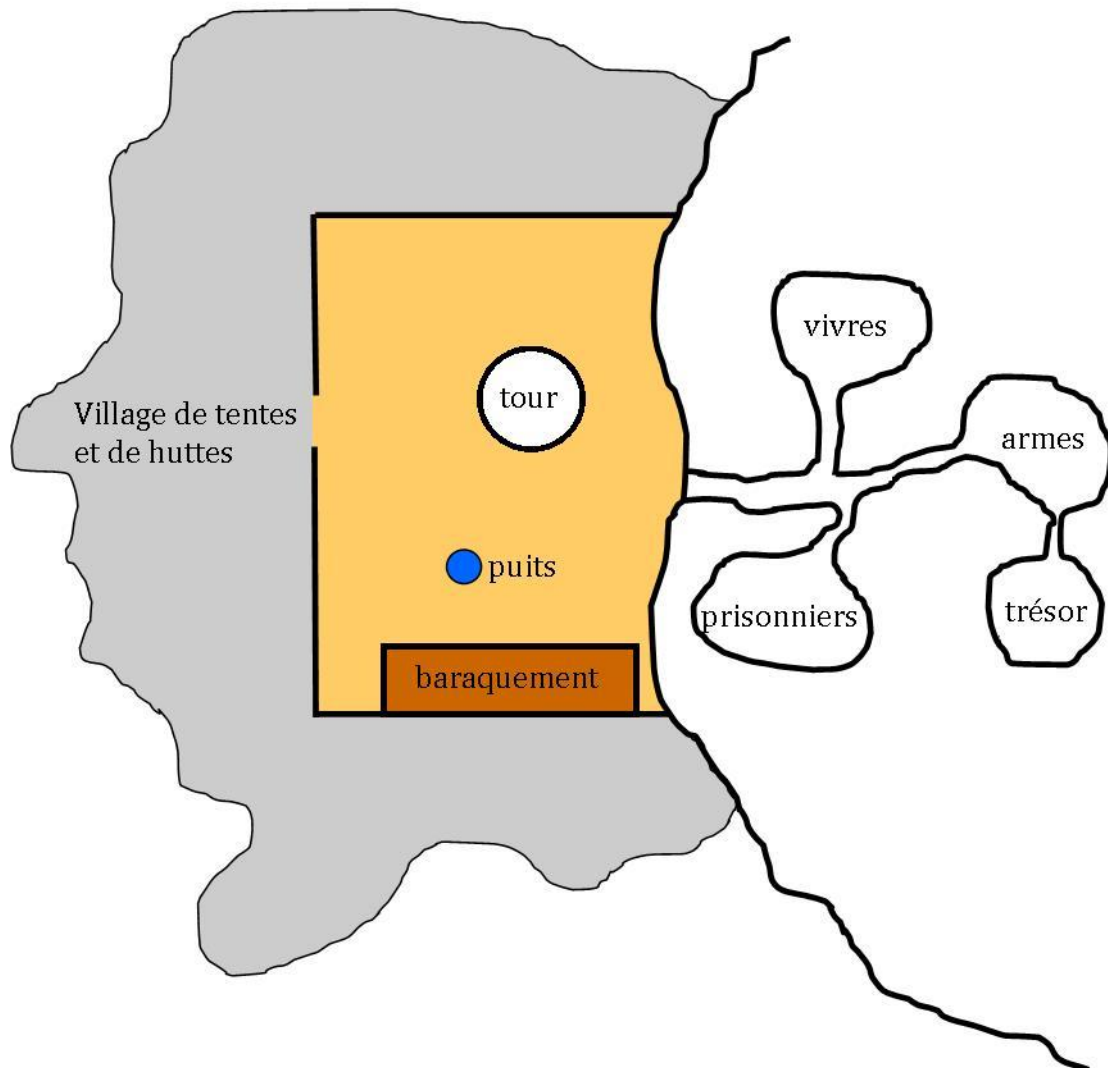 vivres
tour
Village de tentes
et de huttes
armes
puits
prisonniers
trésor
baraquement